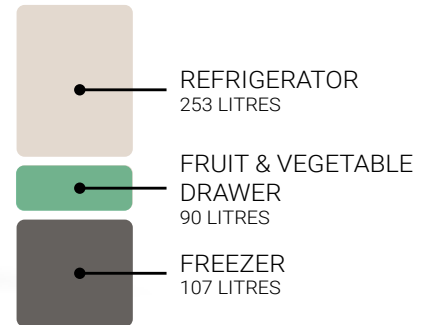 REFRIGERATOR
253 LITRES
FRUIT & VEGETABLE
DRAWER
90 LITRES
FREEZER
107 LITRES